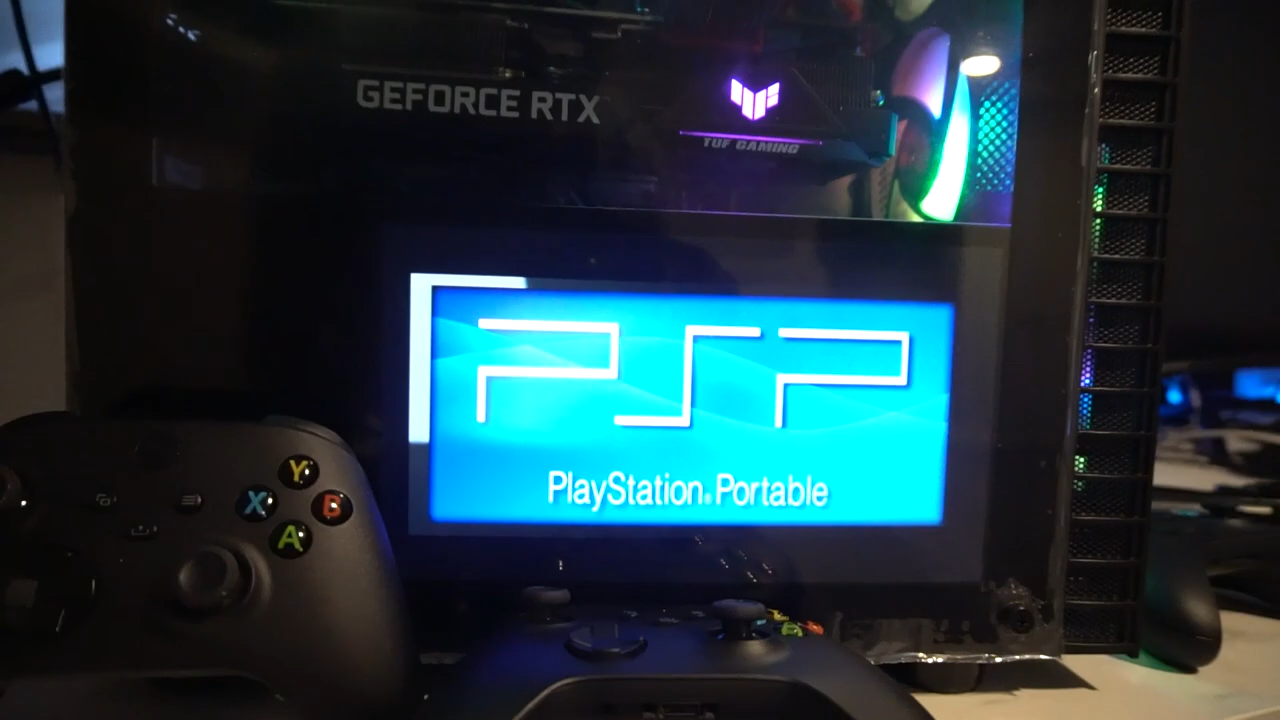 GEFORCE RTX
TUF GAMING
PSP
PlayStation®Portable
Y
X
B
A